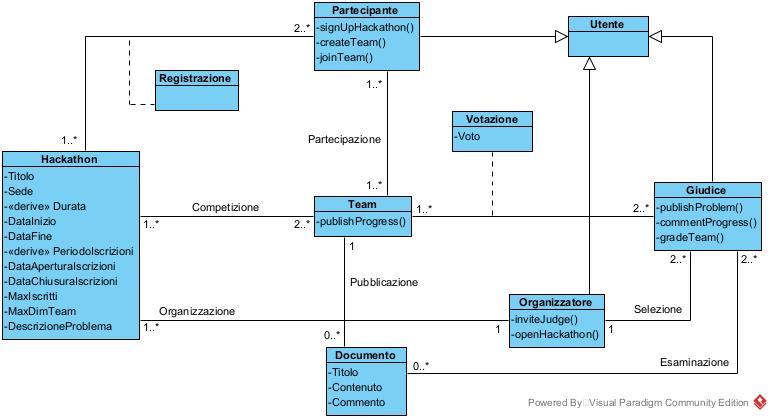 Partecipante
-signUpHackathon()
-createTeam()
-joinTeam()
Utente
2..*
Registrazione
1..*
Votazione
-Voto
Partecipazione
1..*
Hackathon
-Titolo
-Sede
-«derive» Durata
-DataInizio
-DataFine
-«derive» PeriodoIscrizioni
-DataAperturaIscrizioni
-DataChiusuraIscrizioni
-MaxIscritti
-MaxDimTeam
-DescrizioneProblema
1..*
Competizione
1..*
2..*
Team
-publishProgress()
1..*
2..*
Giudice
-publishProblem()
-commentProgress()
-gradeTeam()
1
Pubblicazione
2..*
2..*
Organizzazione
1..*
1
Organizzatore
-inviteJudge()
-openHackathon()
Selezione
1
0..*
Documento
-Titolo
-Contenuto
-Commento
0..*
Esaminazione
Powered By Visual Paradigm Community Edition